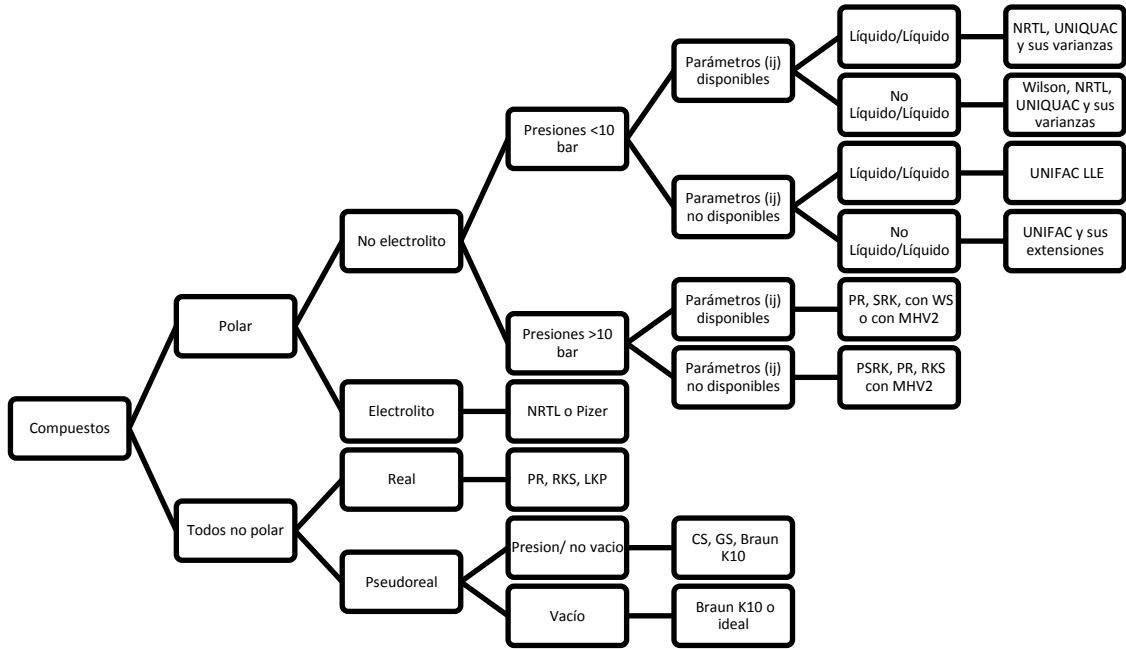 Compuestos
Polar
No electrolito
Presiones <10
bar
Parámetros (ij)
disponibles
Líquido/Líquido
NRTL, UNIQUAC
y sus varianzas
No
Líquido/Líquido
Wilson, NRTL,
UNIQUAC y sus
varianzas
Parametros (ij)
no disponibles
Líquido/Líquido
UNIFAC LLE
No
Líquido/Líquido
UNIFAC y sus
extensiones
Presiones >10
bar
Parámetros (ij)
disponibles
PR, SRK, con WS
o con MHV2
Parámetros (ij)
no disponibles
PSRK, PR, RKS
con MHV2
Electrolito
NRTL o Pizer
Todos no polar
Real
PR, RKS, LKP
Pseudoreal
Presion/ no vacio
CS, GS, Braun
K10
Vacío
Braun K10 o
ideal